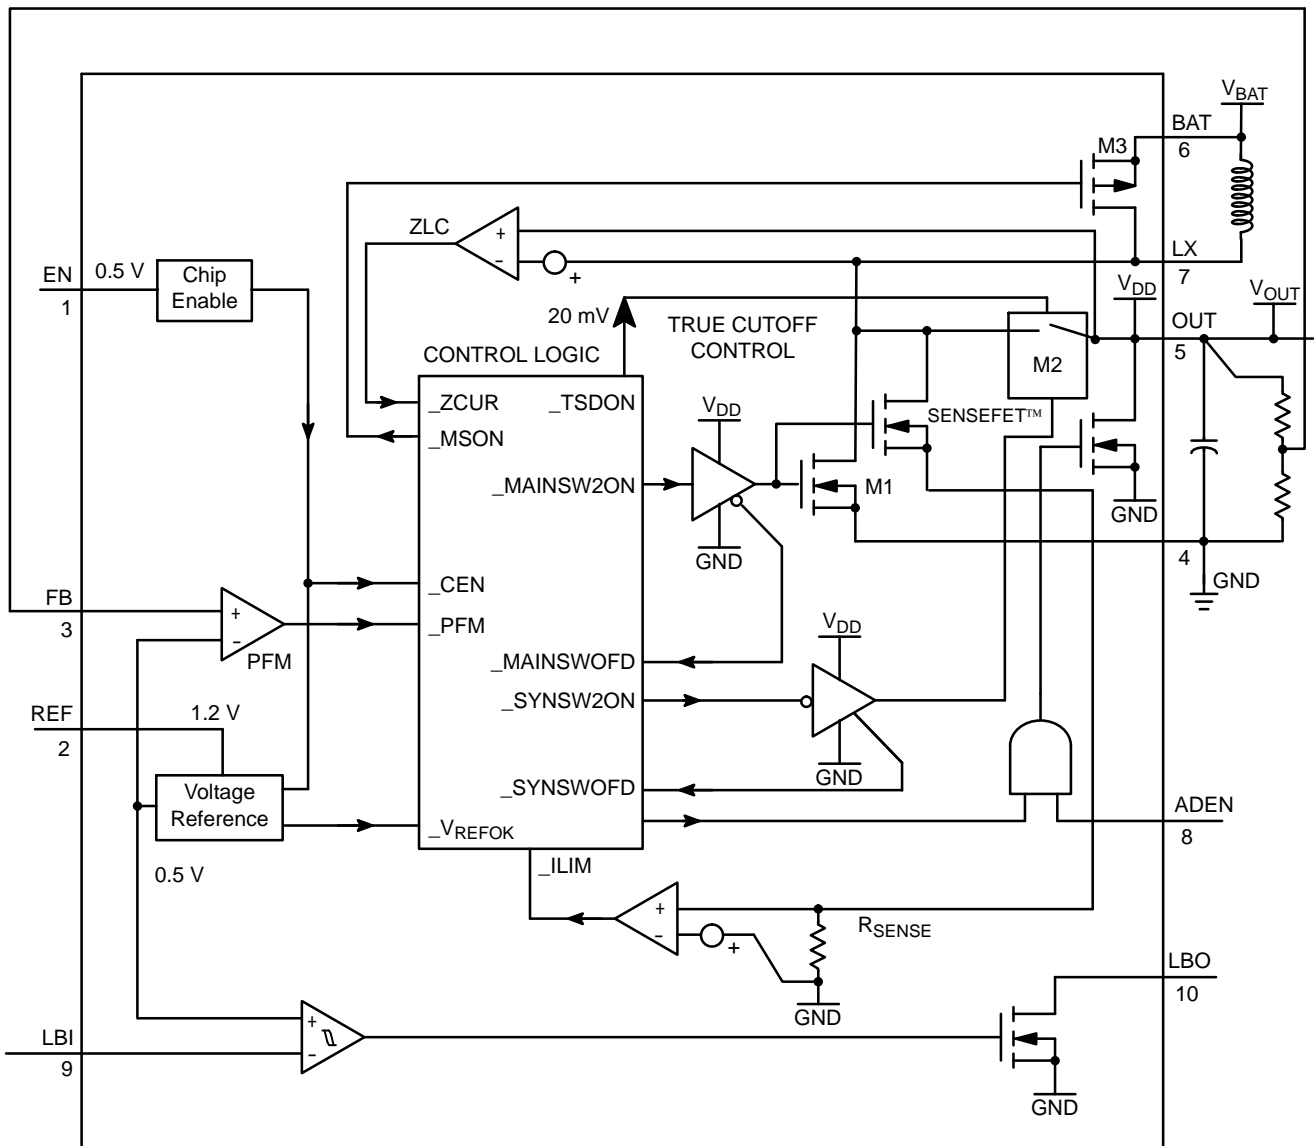 V_BAT
BAT
6
M3
ZLC
+
-
+
LX
7
EN
0.5 V
1
Chip
Enable
V_DD
V_OUT
20 mV
TRUE CUTOFF
CONTROL
OUT
5
CONTROL LOGIC
M2
_ZCUR
_TSDON
V_DD
SENSEFET™
_MSON
_MAINSW2ON
M1
GND
GND
4
GND
_CEN
FB
3
+
-
PFM
_PFM
V_DD
_MAINSWOFD
REF
2
1.2 V
_SYNSW2ON
GND
Voltage
Reference
_SYNSWOFD
ADEN
8
_V_REFOK
0.5 V
_ILIM
+
-
+
R_SENSE
LBO
10
GND
LBI
9
+
-
GND